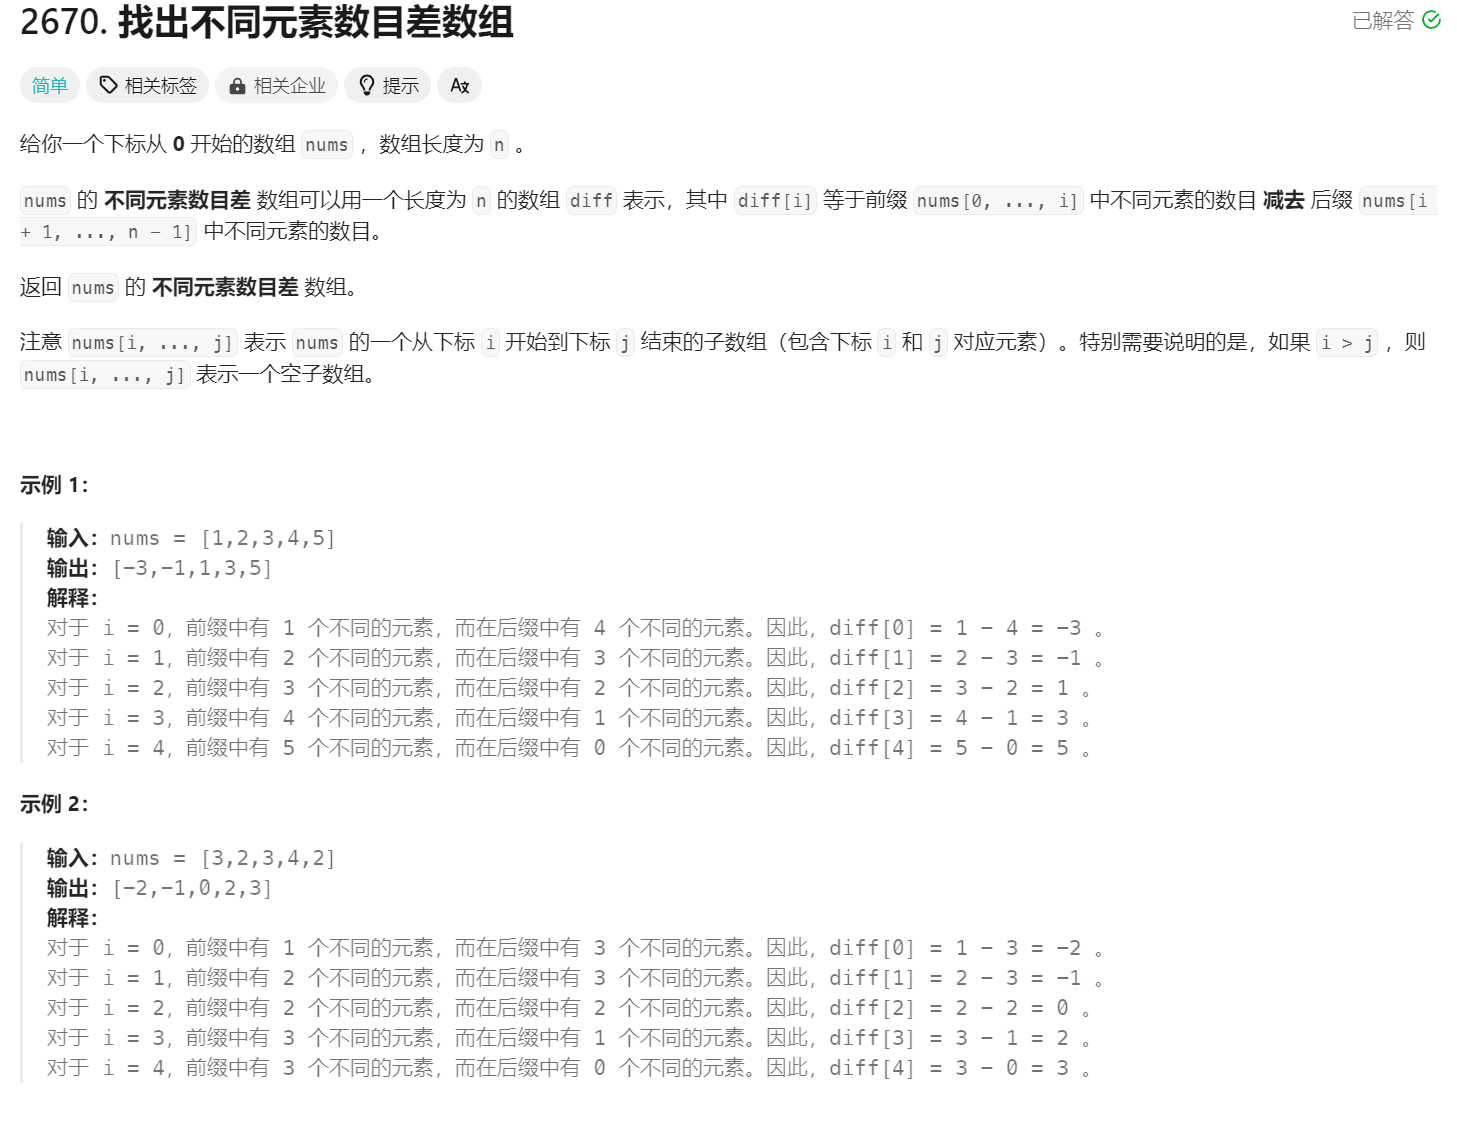 2670. 找出不同元素数目差数组
已解答
简单 相关标签 相关企业 提示
给你一个下标从 0 开始的数组 nums ，数组长度为 n 。
nums 的 不同元素数目差 数组可以用一个长度为 n 的数组 diff 表示，其中 diff[i] 等于前缀 nums[0, ..., i] 中不同元素的数目 减去 后缀 nums[i
+ 1, ..., n - 1] 中不同元素的数目。
返回 nums 的 不同元素数目差 数组。
注意 nums[i, ..., j] 表示 nums 的一个从下标 i 开始到下标 j 结束的子数组（包含下标 i 和 j 对应元素）。特别需要说明的是，如果 i > j ，则
nums[i, ..., j] 表示一个空子数组。
示例 1：
输入：nums = [1,2,3,4,5]
输出：[-3,-1,1,3,5]
解释：
对于 i = 0，前缀中有 1 个不同的元素，而在后缀中有 4 个不同的元素。因此，diff[0] = 1 - 4 = -3 。
对于 i = 1，前缀中有 2 个不同的元素，而在后缀中有 3 个不同的元素。因此，diff[1] = 2 - 3 = -1 。
对于 i = 2，前缀中有 3 个不同的元素，而在后缀中有 2 个不同的元素。因此，diff[2] = 3 - 2 = 1 。
对于 i = 3，前缀中有 4 个不同的元素，而在后缀中有 1 个不同的元素。因此，diff[3] = 4 - 1 = 3 。
对于 i = 4，前缀中有 5 个不同的元素，而在后缀中有 0 个不同的元素。因此，diff[4] = 5 - 0 = 5 。
示例 2：
输入：nums = [3,2,3,4,2]
输出：[-2,-1,0,2,3]
解释：
对于 i = 0，前缀中有 1 个不同的元素，而在后缀中有 3 个不同的元素。因此，diff[0] = 1 - 3 = -2 。
对于 i = 1，前缀中有 2 个不同的元素，而在后缀中有 3 个不同的元素。因此，diff[1] = 2 - 3 = -1 。
对于 i = 2，前缀中有 2 个不同的元素，而在后缀中有 2 个不同的元素。因此，diff[2] = 2 - 2 = 0 。
对于 i = 3，前缀中有 3 个不同的元素，而在后缀中有 1 个不同的元素。因此，diff[3] = 3 - 1 = 2 。
对于 i = 4，前缀中有 3 个不同的元素，而在后缀中有 0 个不同的元素。因此，diff[4] = 3 - 0 = 3 。